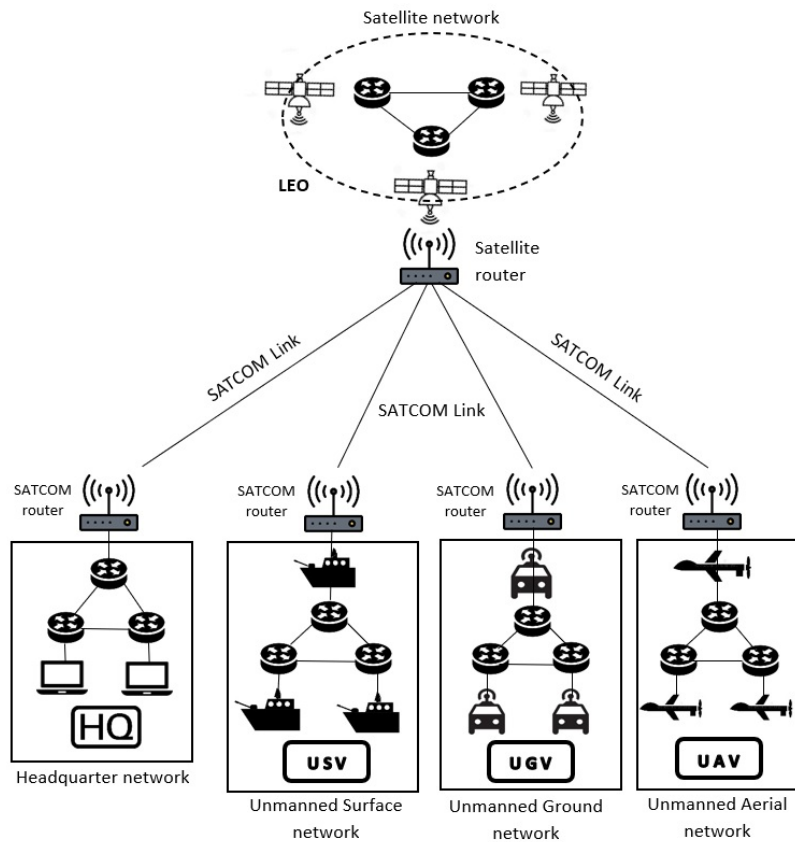 Satellite network
LEO
Satellite
router
SATCOM Link
SATCOM Link
SATCOM Link
SATCOM
router
SATCOM
router
SATCOM
router
SATCOM
router
HQ
USV
UGV
UAV
Headquarter network
Unmanned Surface
network
Unmanned Ground
network
Unmanned Aerial
network